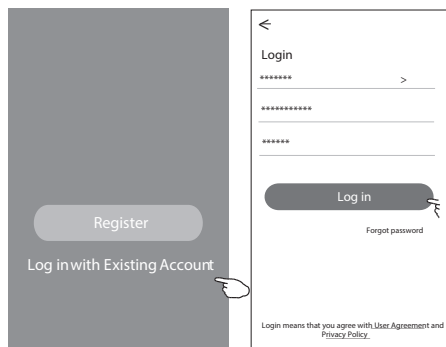 Register
Log in with Existing Account
Login
*******
>
***********
******
Log in
Forgot password
Login means that you agree with User Agreement and
Privacy Policy